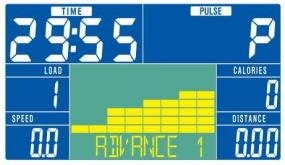 TIME PULSE
29:55 P
LOAD CALORIES
1 0
SPEED DISTANCE
0.0 0.00
ADVANCE 1